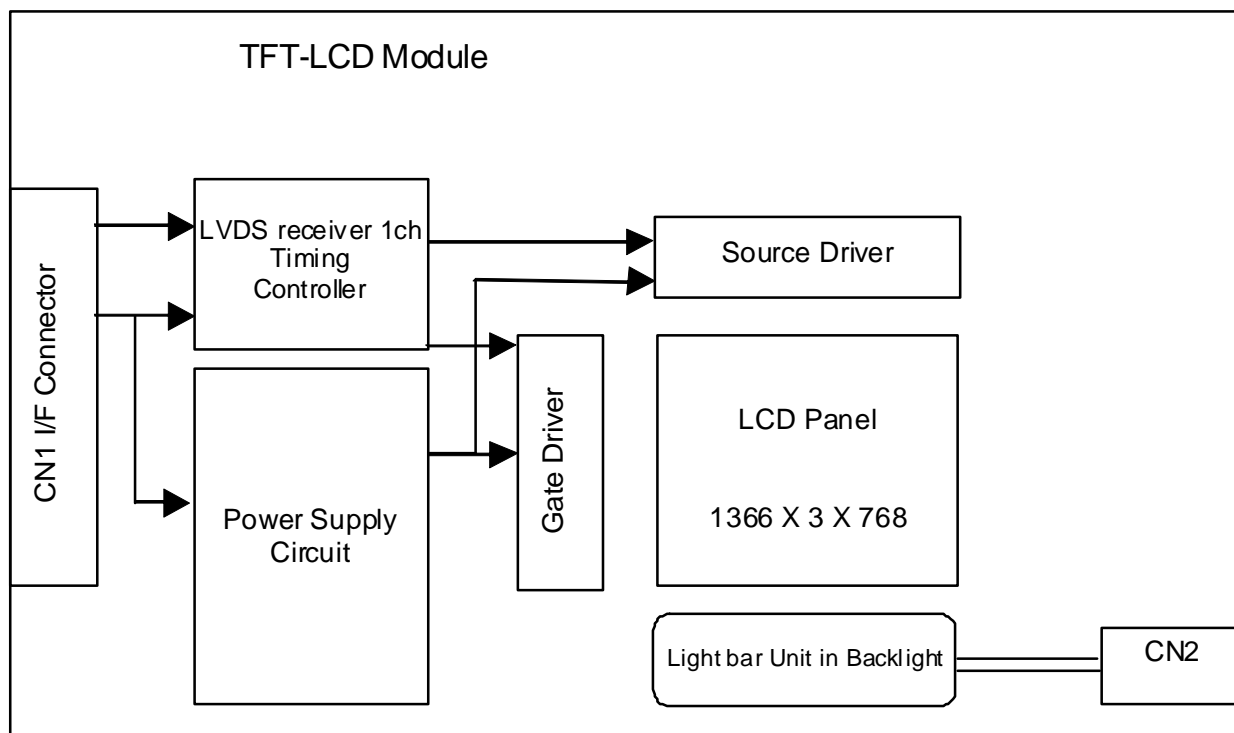 TFT-LCD Module
CN1 I/F Connector
LVDS receiver 1ch
Timing
Controller
Source Driver
Gate Driver
LCD Panel
1366 X 3 X 768
Power Supply
Circuit
Light bar Unit in Backlight
CN2